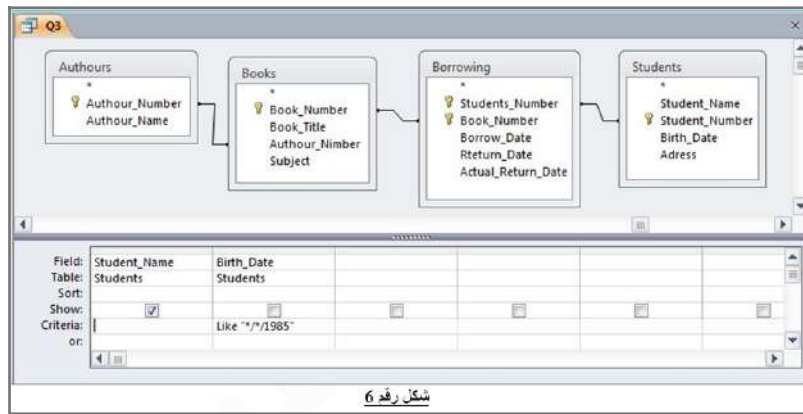 Q3
Authours
*
Authour_Number
Authour_Name
Books
*
Book_Number
Book_Title
Authour_Nimber
Subject
Borrowing
*
Students_Number
Book_Number
Borrow_Date
Rteturn_Date
Actual_Return_Date
Students
*
Student_Name
Student_Number
Birth_Date
Adress
Field: Student_Name Birth_Date
Table: Students Students
Sort:
Show:
Criteria: Like "*/*/1985"
or:
شكل رقم 6